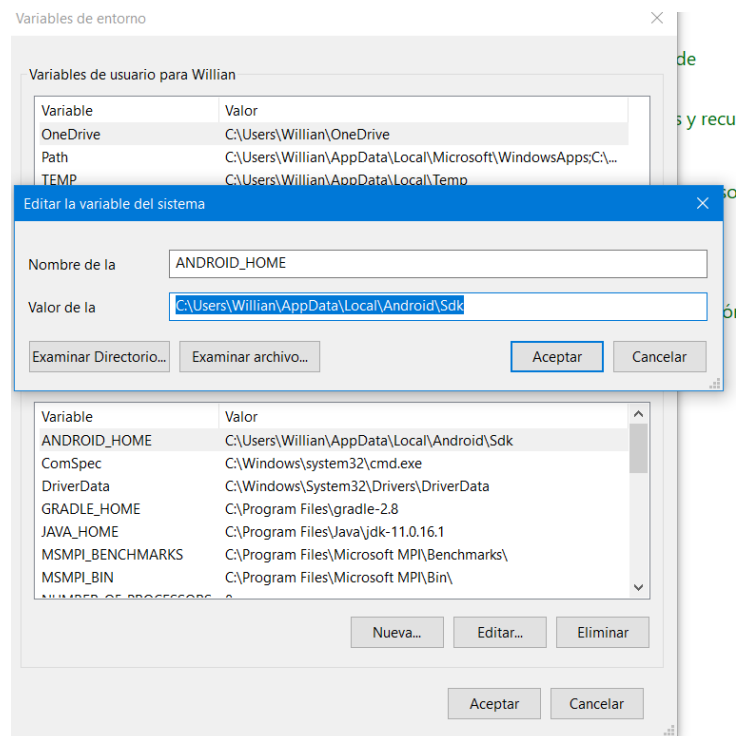 Variables de entorno
de
Variables de usuario para Willian
Variable Valor
OneDrive C:\Users\Willian\OneDrive
s y recu
Path C:\Users\Willian\AppData\Local\Microsoft\WindowsApps;C:\...
TEMP C:\Users\Willian\AppData\Local\Temp
Editar la variable del sistema
so
Nombre de la ANDROID_HOME
Valor de la C:\Users\Willian\AppData\Local\Android\Sdk
ón
Examinar Directorio... Examinar archivo... Aceptar Cancelar
Variable Valor
ANDROID_HOME C:\Users\Willian\AppData\Local\Android\Sdk
ComSpec C:\Windows\system32\cmd.exe
DriverData C:\Windows\System32\Drivers\DriverData
GRADLE_HOME C:\Program Files\gradle-2.8
JAVA_HOME C:\Program Files\Java\jdk-11.0.16.1
MSMPI_BENCHMARKS C:\Program Files\Microsoft MPI\Benchmarks\
MSMPI_BIN C:\Program Files\Microsoft MPI\Bin\
NUMBER_OF_PROCESSORS 8
Nueva... Editar... Eliminar
Aceptar Cancelar